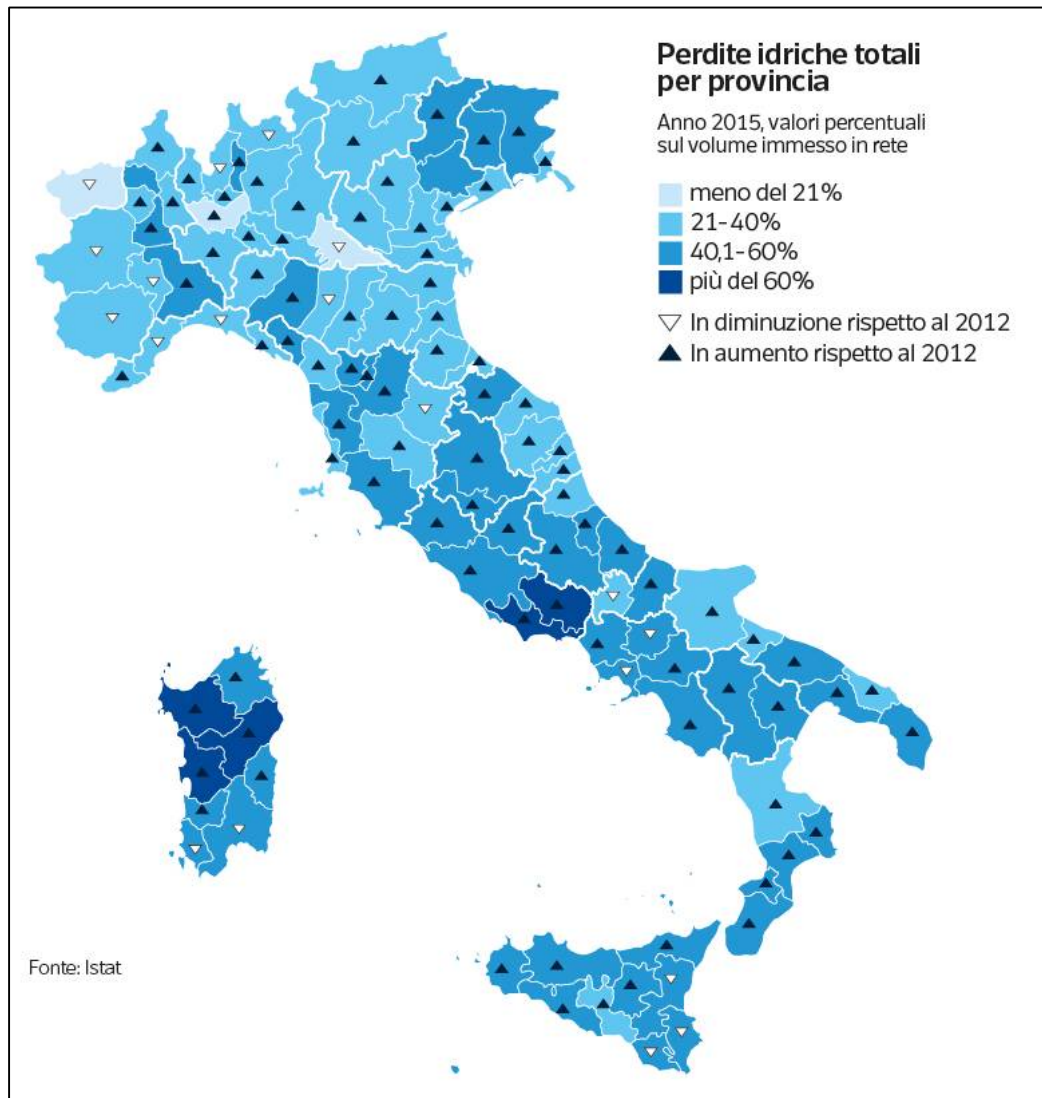 Perdite idriche totali
per provincia
Anno 2015, valori percentuali
sul volume immesso in rete
meno del 21%
21-40%
40,1-60%
più del 60%
In diminuzione rispetto al 2012
In aumento rispetto al 2012
Fonte: Istat